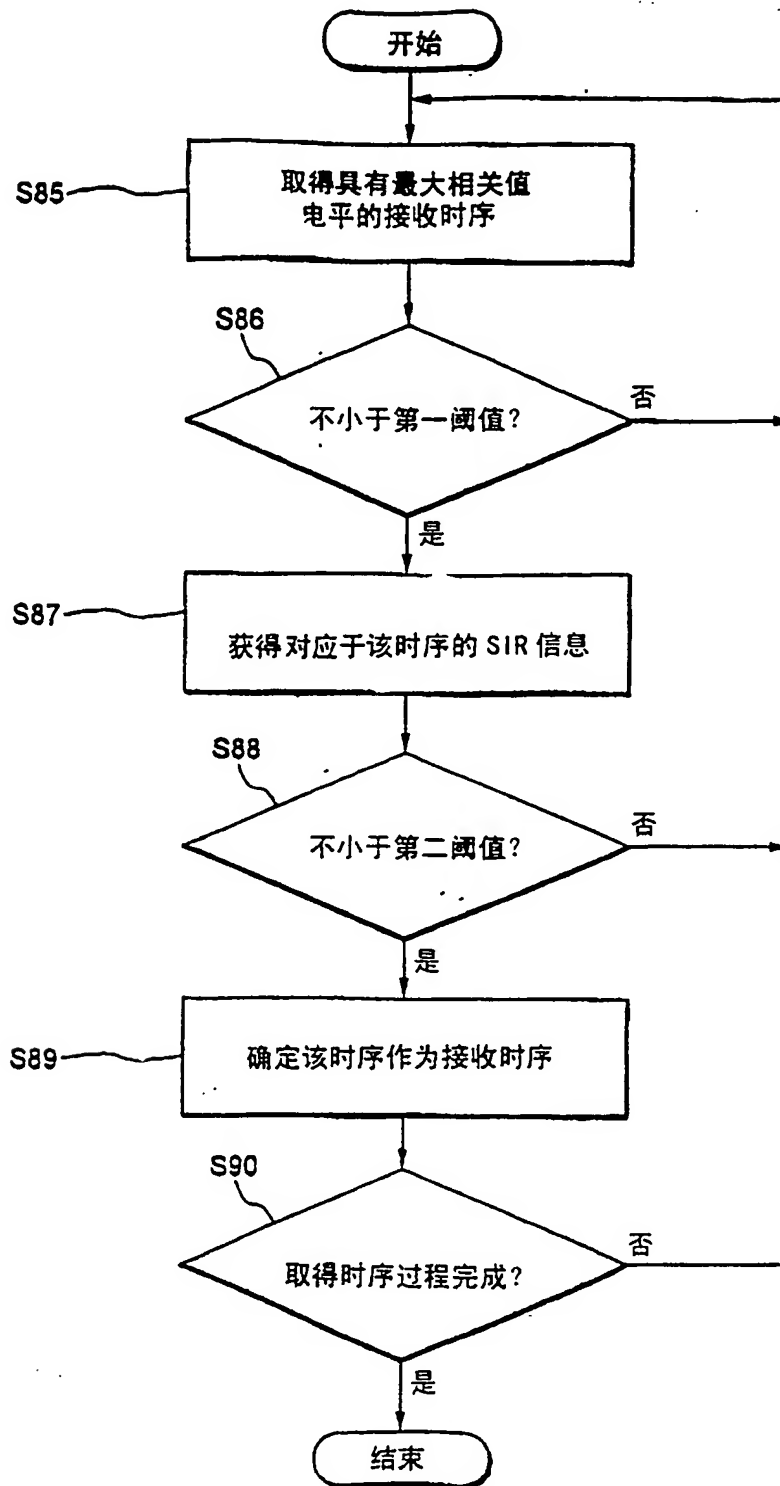 开始
S85
取得具有最大相关值
电平的接收时序
S86
不小于第一阈值？
否
是
S87
获得对应于该时序的 SIR 信息
S88
不小于第二阈值？
否
是
S89
确定该时序作为接收时序
S90
取得时序过程完成？
否
是
结束